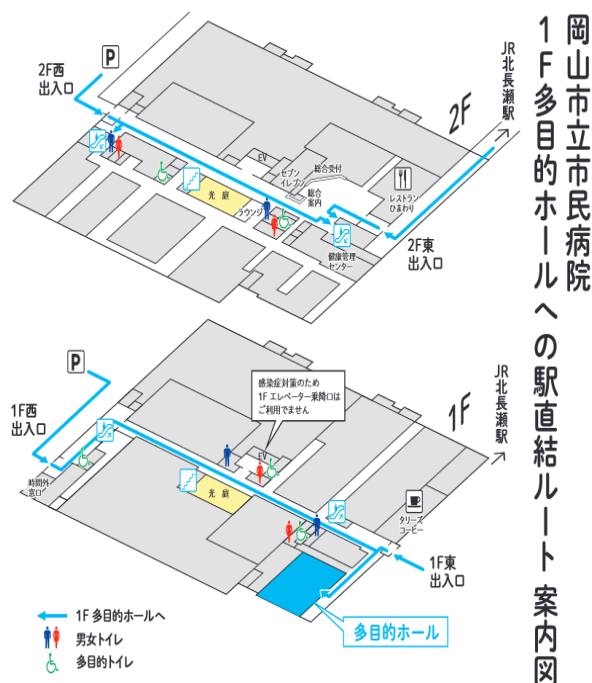 岡山市立市民病院
1F多目的ホールへの駅直結ルート 案内図
P
2F西
出入口
2F
JR北長瀬駅
EV
セブン
イレブン
総合受付
総合
案内
レストラン
ひまわり
光庭
ラウンジ
健康管理
センター
2F東
出入口
P
1F西
出入口
感染症対策のため
1Fエレベーター乗降口は
ご利用できません
1F
JR北長瀬駅
EV
時間外
窓口
光庭
タリーズ
コーヒー
1F東
出入口
多目的ホール
1F 多目的ホールへ
男女トイレ
多目的トイレ